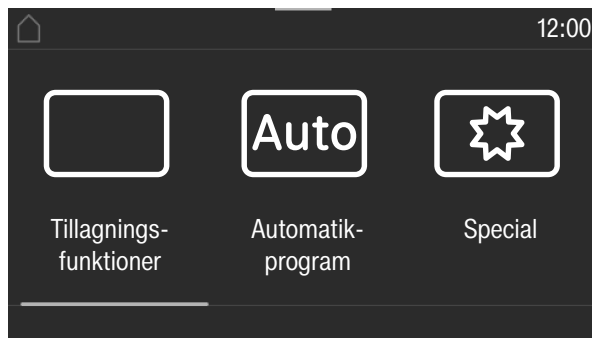 12:00
Auto
Tillagnings-
funktioner
Automatik-
program
Special